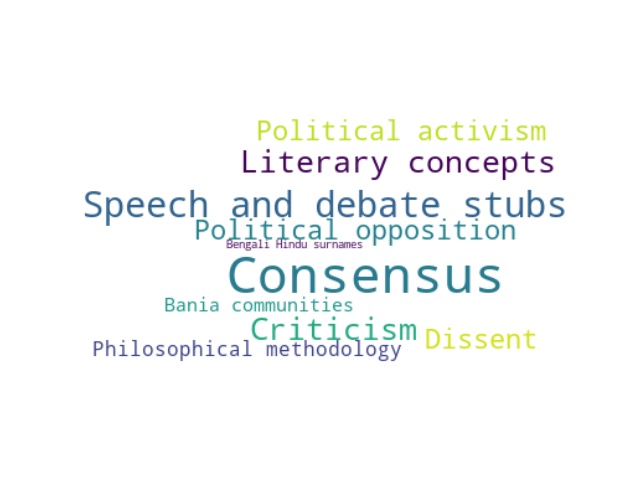 Political activism
Literary concepts
Speech and debate stubs
Political opposition
Bengali Hindu surnames
Consensus
Bania communities
Criticism
Dissent
Philosophical methodology